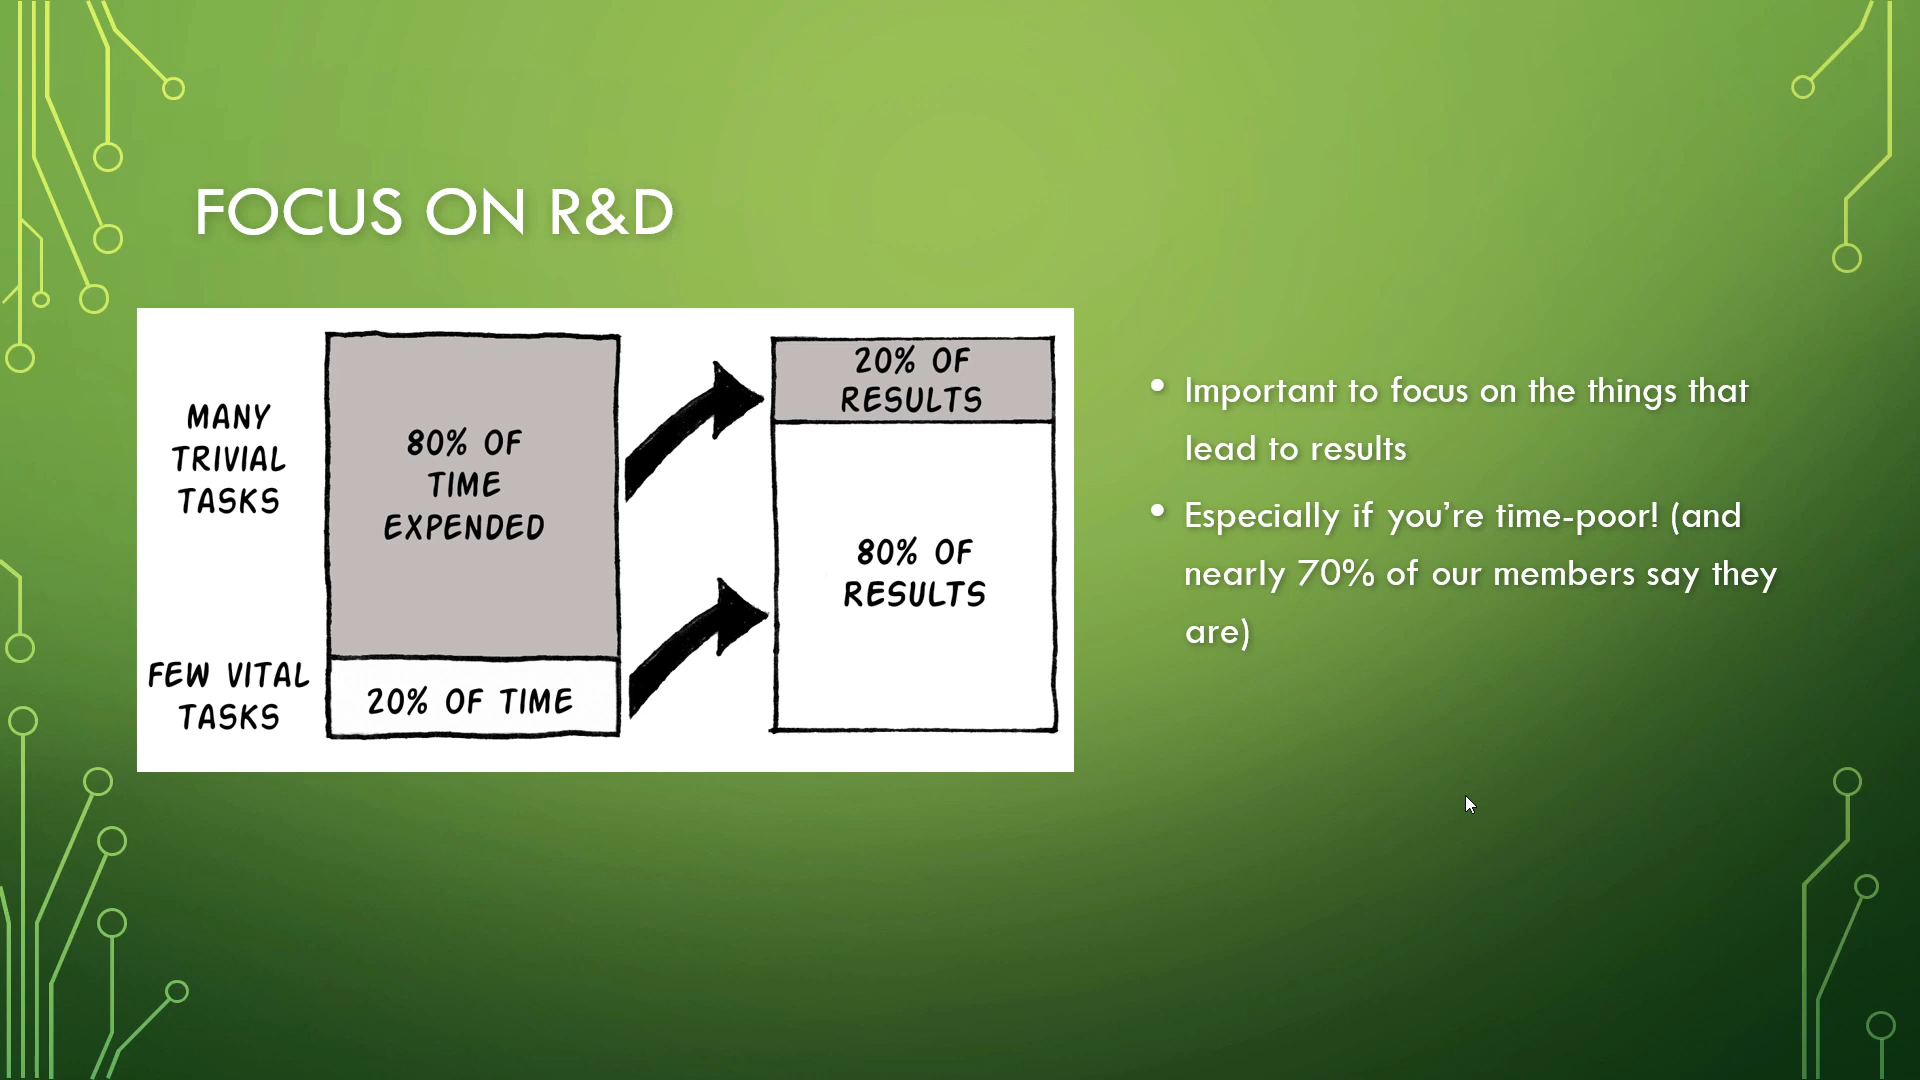 FOCUS ON R&D
MANY
TRIVIAL
TASKS
80% OF
TIME
EXPENDED
20% OF
RESULTS
80% OF
RESULTS
FEW VITAL
TASKS
20% OF TIME
• Important to focus on the things that
lead to results
• Especially if you’re time-poor! (and
nearly 70% of our members say they
are)